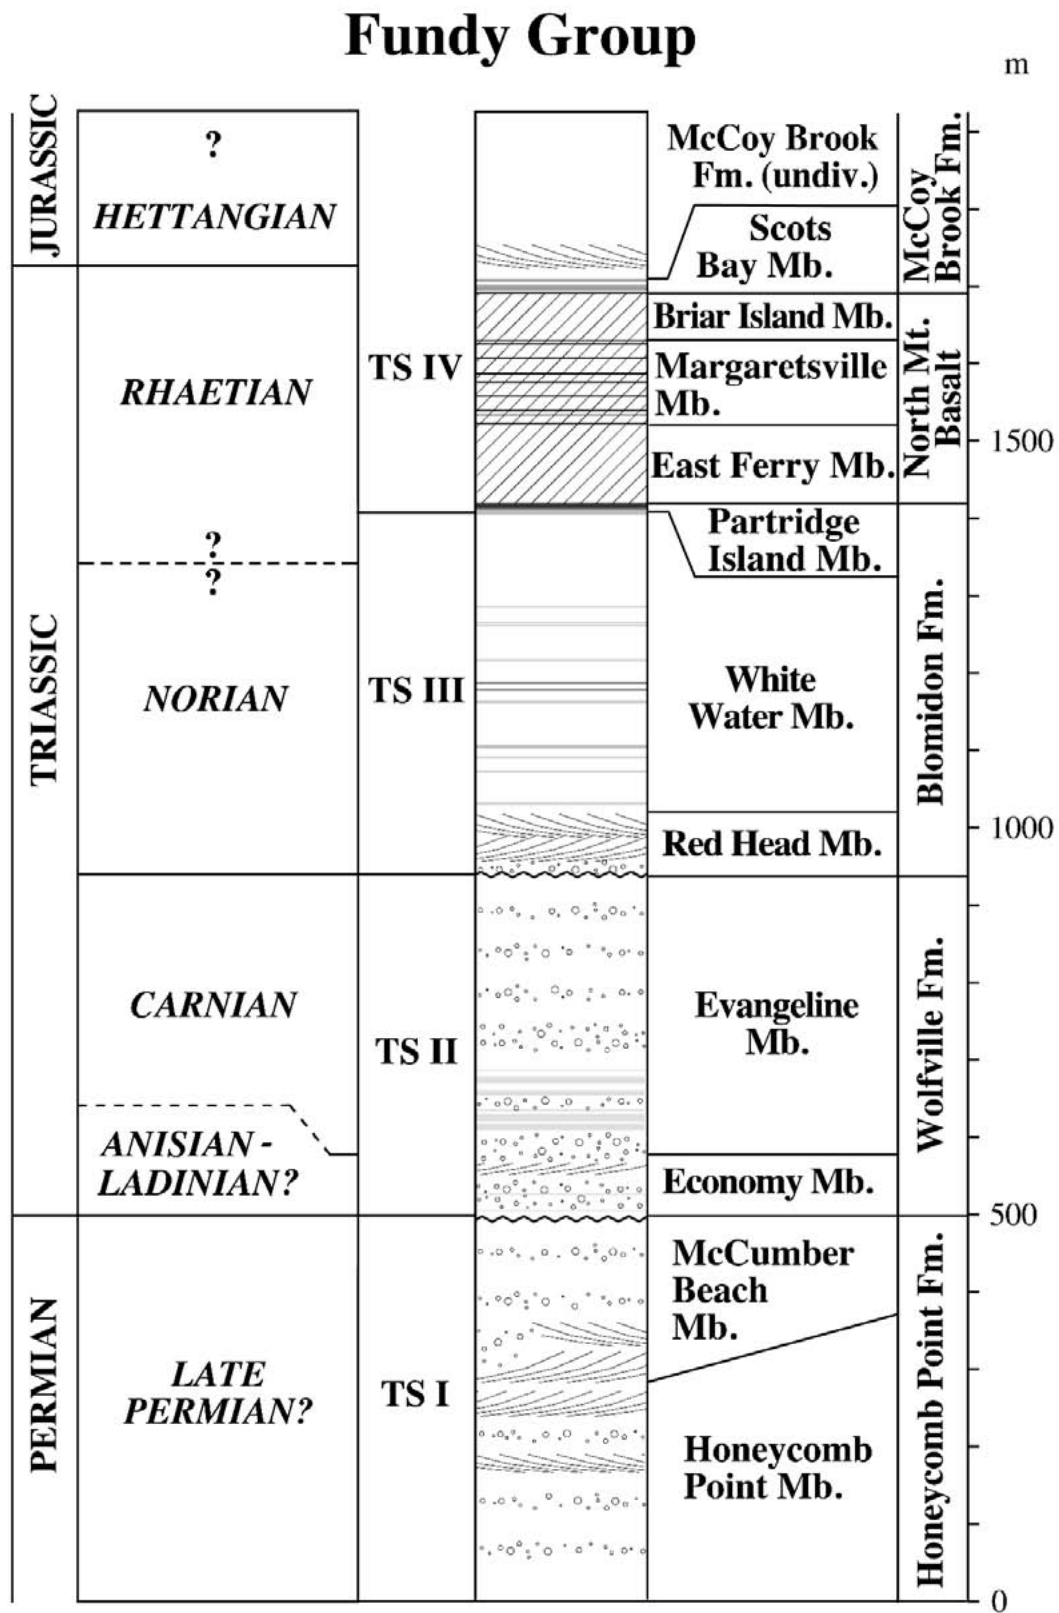 Fundy Group
m
JURASSIC
?
HETTANGIAN
McCoy Brook
Fm. (undiv.)
Scots
Bay Mb.
McCoy
Brook Fm.
TRIASSIC
RHAETIAN
?
?
NORIAN
CARNIAN
ANISIAN -
LADINIAN?
TS IV
TS III
TS II
Briar Island Mb.
Margaretsville
Mb.
East Ferry Mb.
North Mt.
Basalt
1500
Partridge
Island Mb.
White
Water Mb.
Red Head Mb.
Blomidon Fm.
1000
Evangeline
Mb.
Economy Mb.
Wolfville Fm.
500
PERMIAN
LATE
PERMIAN?
TS I
McCumber
Beach
Mb.
Honeycomb
Point Mb.
Honeycomb Point Fm.
0